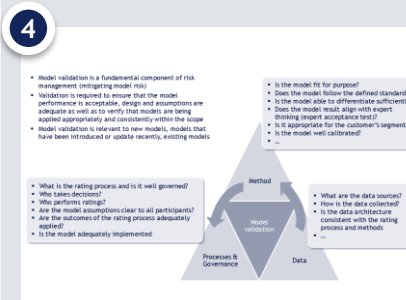 4
▪ Model validation is a fundamental component of risk
management (mitigating model risk)
▪ Validation is required to ensure that the model
performance is acceptable, design and assumptions are
adequate as well as to verify that models are being
applied appropriately and consistently within the scope
▪ Model validation is relevant to new models, models that
have been introduced or update recently, existing models
▪ Is the model fit for purpose?
▪ Does the model follow the defined standard
▪ Is the model able to differentiate sufficientl
▪ Does the model result align with expert
thinking (expert acceptance test)?
▪ Is it appropriate for the customer's segment
▪ Is the model well calibrated?
▪ ...
Method
▪ What is the rating process and is it well governed?
▪ Who takes decisions?
▪ Who performs ratings?
▪ Are the model assumptions clear to all participants?
▪ Are the outcomes of the rating process adequately
applied?
▪ Is the model adequately implemented
▪ What are the data sources?
▪ How is the data collected?
▪ Is the data architecture
consistent with the rating
process and methods
▪ ...
Model
validation
Processes &
Governance
Data